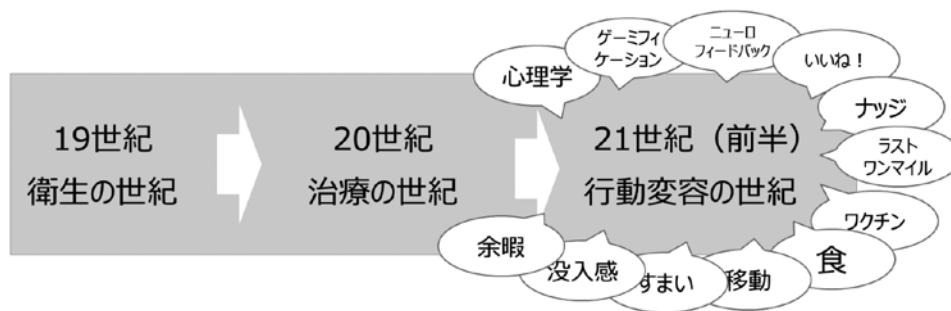 19世紀
衛生の世紀
20世紀
治療の世紀
21世紀（前半）
行動変容の世紀
心理学
ゲーミフィ
ケーション
ニューロ
フィードバック
いいね！
ナッジ
ラスト
ワンマイル
ワクチン
食
移動
すまい
没入感
余暇